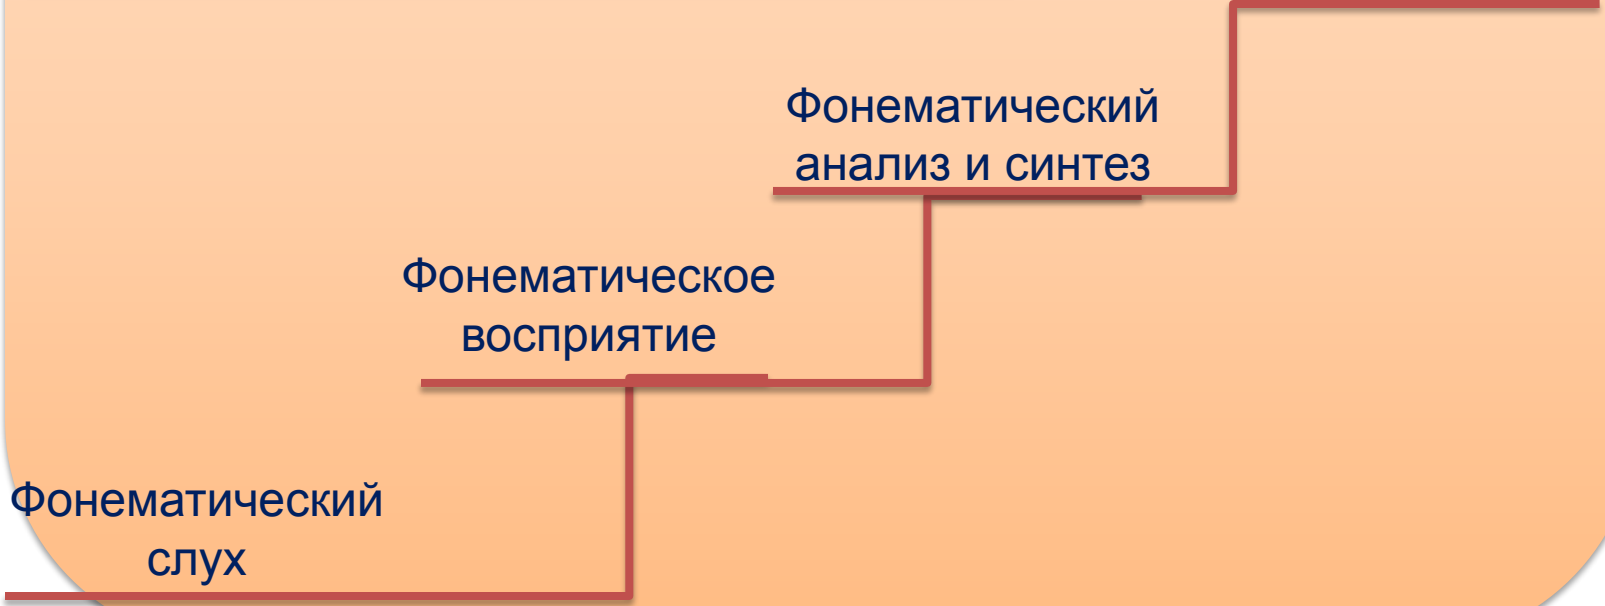 Фонематический
анализ и синтез
Фонематическое
восприятие
Фонематический
слух